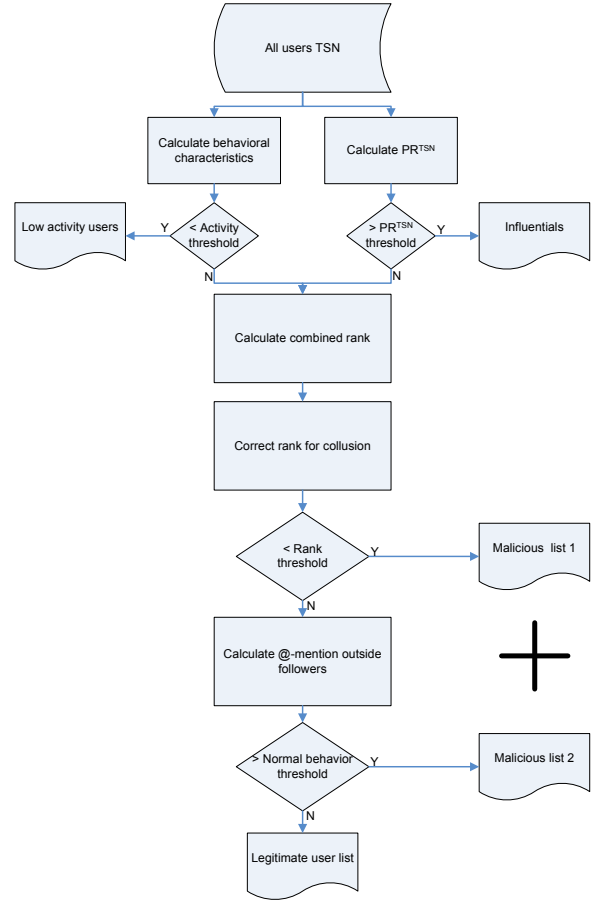 All users TSN
Calculate behavioral
characteristics
Calculate PRᵀˢᴺ
Low activity users
Y
< Activity
threshold
> PRᵀˢᴺ
threshold
Y
Influentials
N
N
Calculate combined rank
Correct rank for collusion
< Rank
threshold
Y
Malicious list 1
N
Calculate @-mention outside
followers
> Normal behavior
threshold
Y
Malicious list 2
N
Legitimate user list